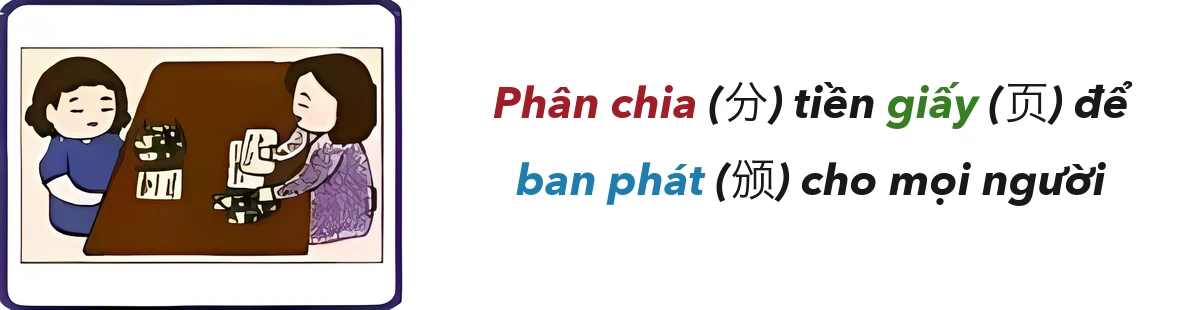 Phân chia (分) tiền giấy (页) để
ban phát (颁) cho mọi người